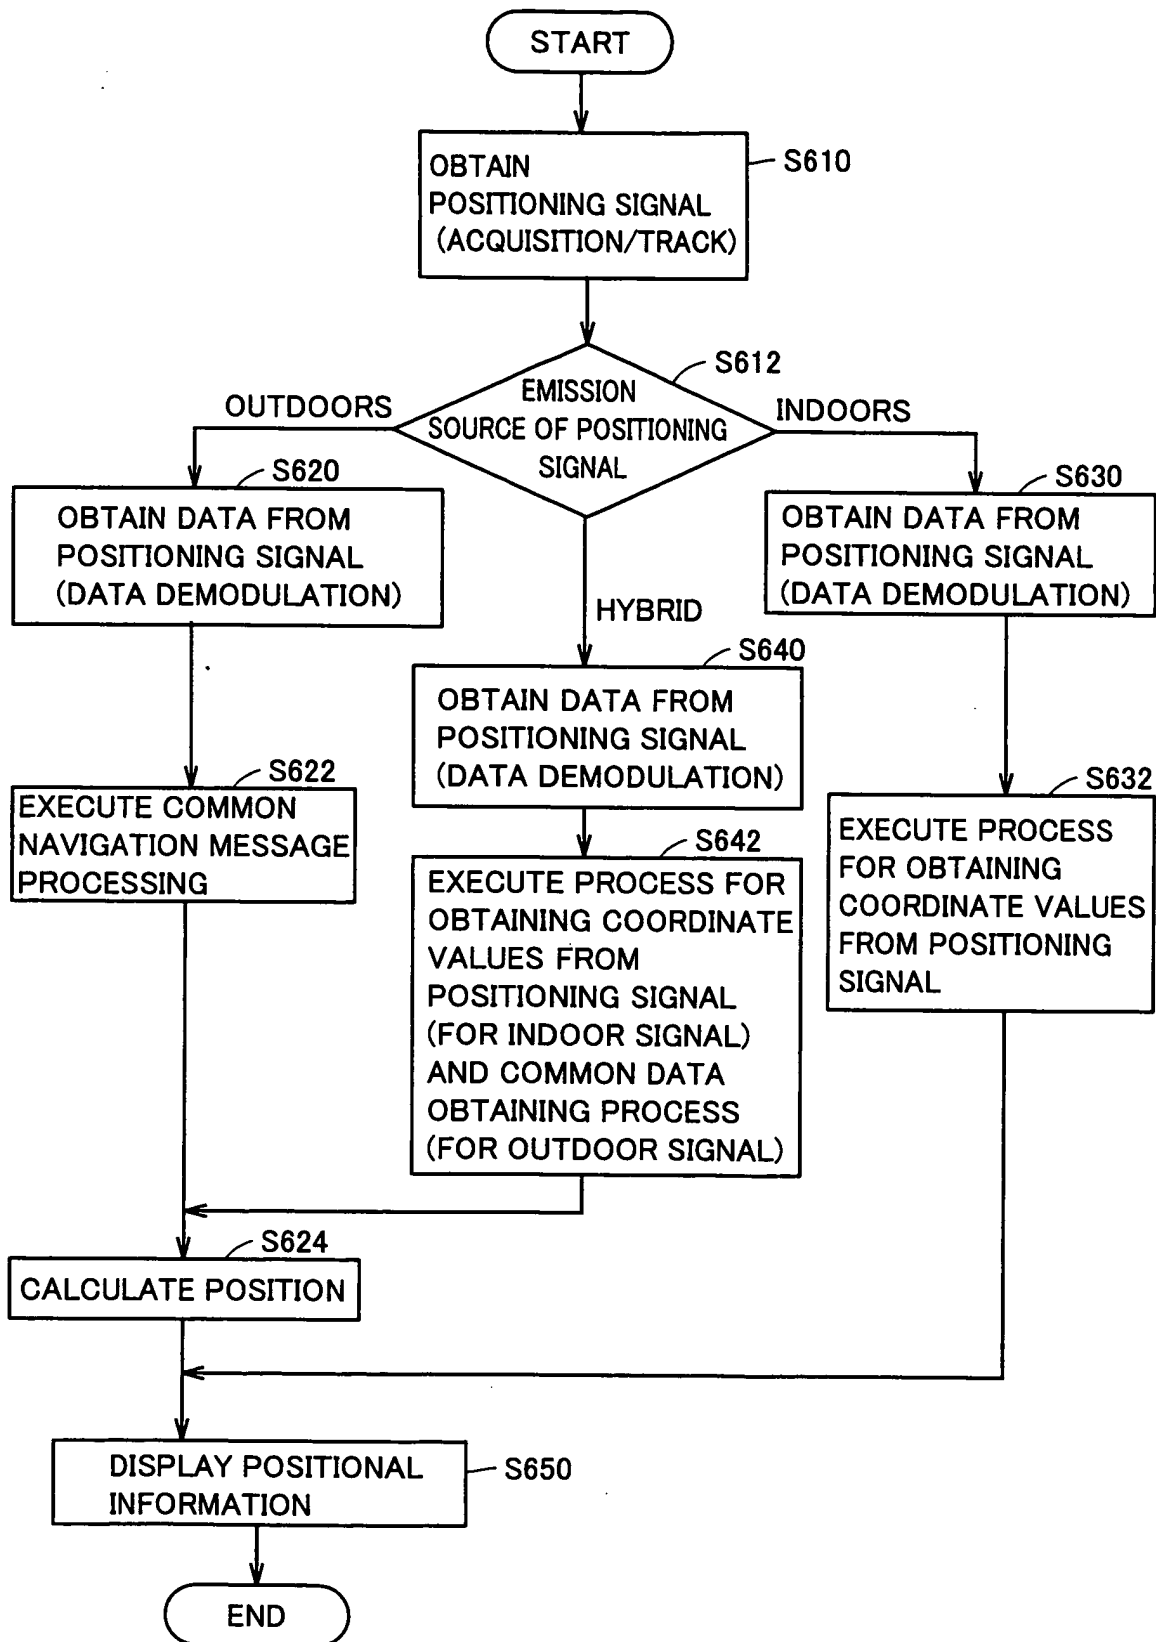 START
OBTAIN
POSITIONING SIGNAL
(ACQUISITION/TRACK)
S610
S612
EMISSION
SOURCE OF POSITIONING
SIGNAL
OUTDOORS
INDOORS
HYBRID
S620
OBTAIN DATA FROM
POSITIONING SIGNAL
(DATA DEMODULATION)
S630
OBTAIN DATA FROM
POSITIONING SIGNAL
(DATA DEMODULATION)
S640
OBTAIN DATA FROM
POSITIONING SIGNAL
(DATA DEMODULATION)
S622
EXECUTE COMMON
NAVIGATION MESSAGE
PROCESSING
S642
EXECUTE PROCESS FOR
OBTAINING COORDINATE
VALUES FROM
POSITIONING SIGNAL
(FOR INDOOR SIGNAL)
AND COMMON DATA
OBTAINING PROCESS
(FOR OUTDOOR SIGNAL)
S632
EXECUTE PROCESS
FOR OBTAINING
COORDINATE VALUES
FROM POSITIONING
SIGNAL
S624
CALCULATE POSITION
DISPLAY POSITIONAL
INFORMATION
S650
END